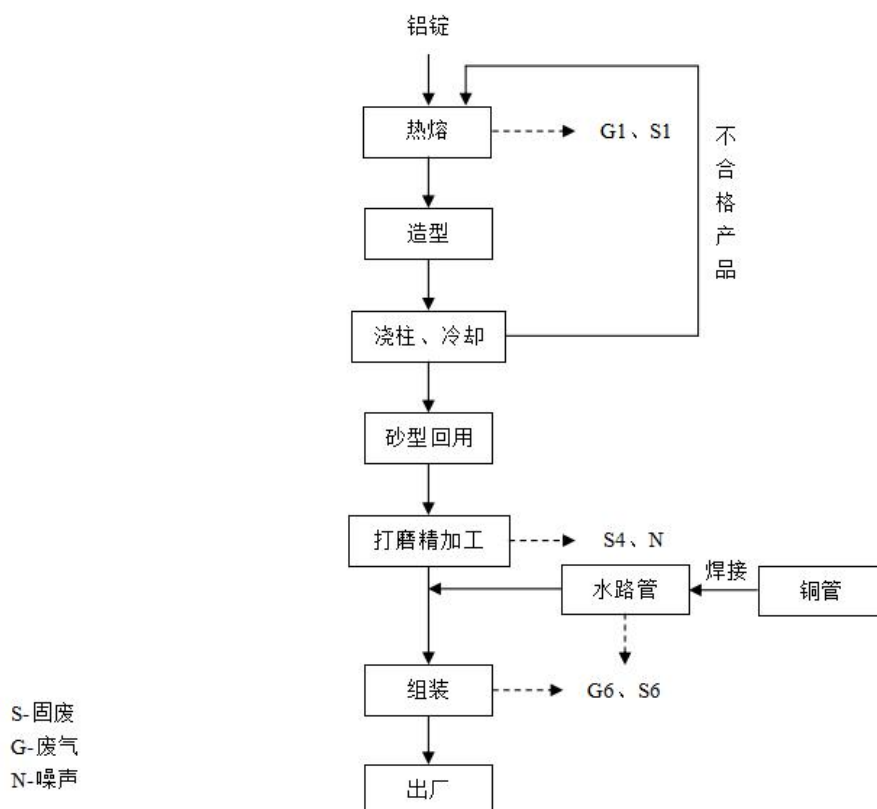 铝锭
热熔
G1、S1
不合格产品
造型
浇柱、冷却
砂型回用
打磨精加工
S4、N
焊接
水路管
铜管
组装
G6、S6
S-固废
G-废气
N-噪声
出厂